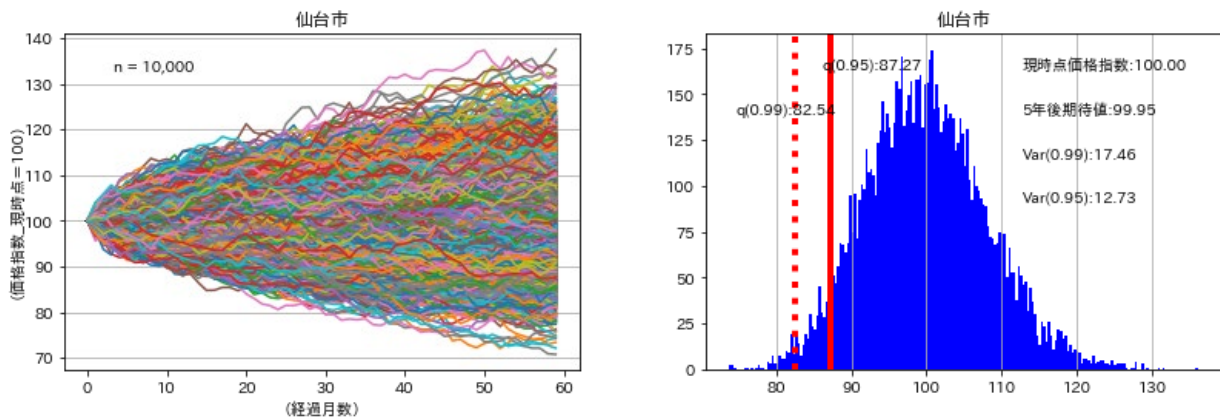 仙台市
140
130
120
110
100
90
80
70
n = 10,000
(価格指数_現時点=100)
0 10 20 30 40 50 60
(経過月数)
仙台市
175
150
125
100
75
50
25
0
q(0.95):87.27
q(0.99):82.54
現時点価格指数:100.00
5年後期待値:99.95
Var(0.99):17.46
Var(0.95):12.73
80 90 100 110 120 130